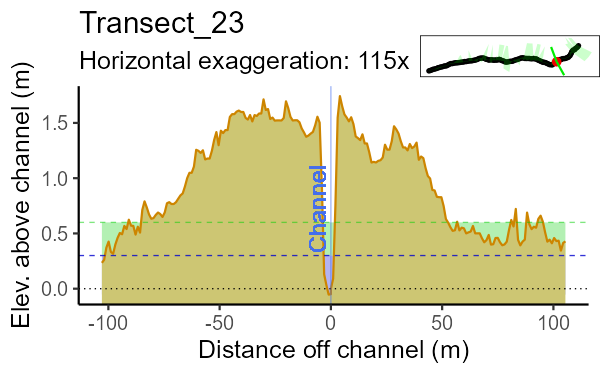 Transect_23
Horizontal exaggeration: 115x
Elev. above channel (m)
1.5
1.0
0.5
0.0
Channel
-100
-50
0
50
100
Distance off channel (m)